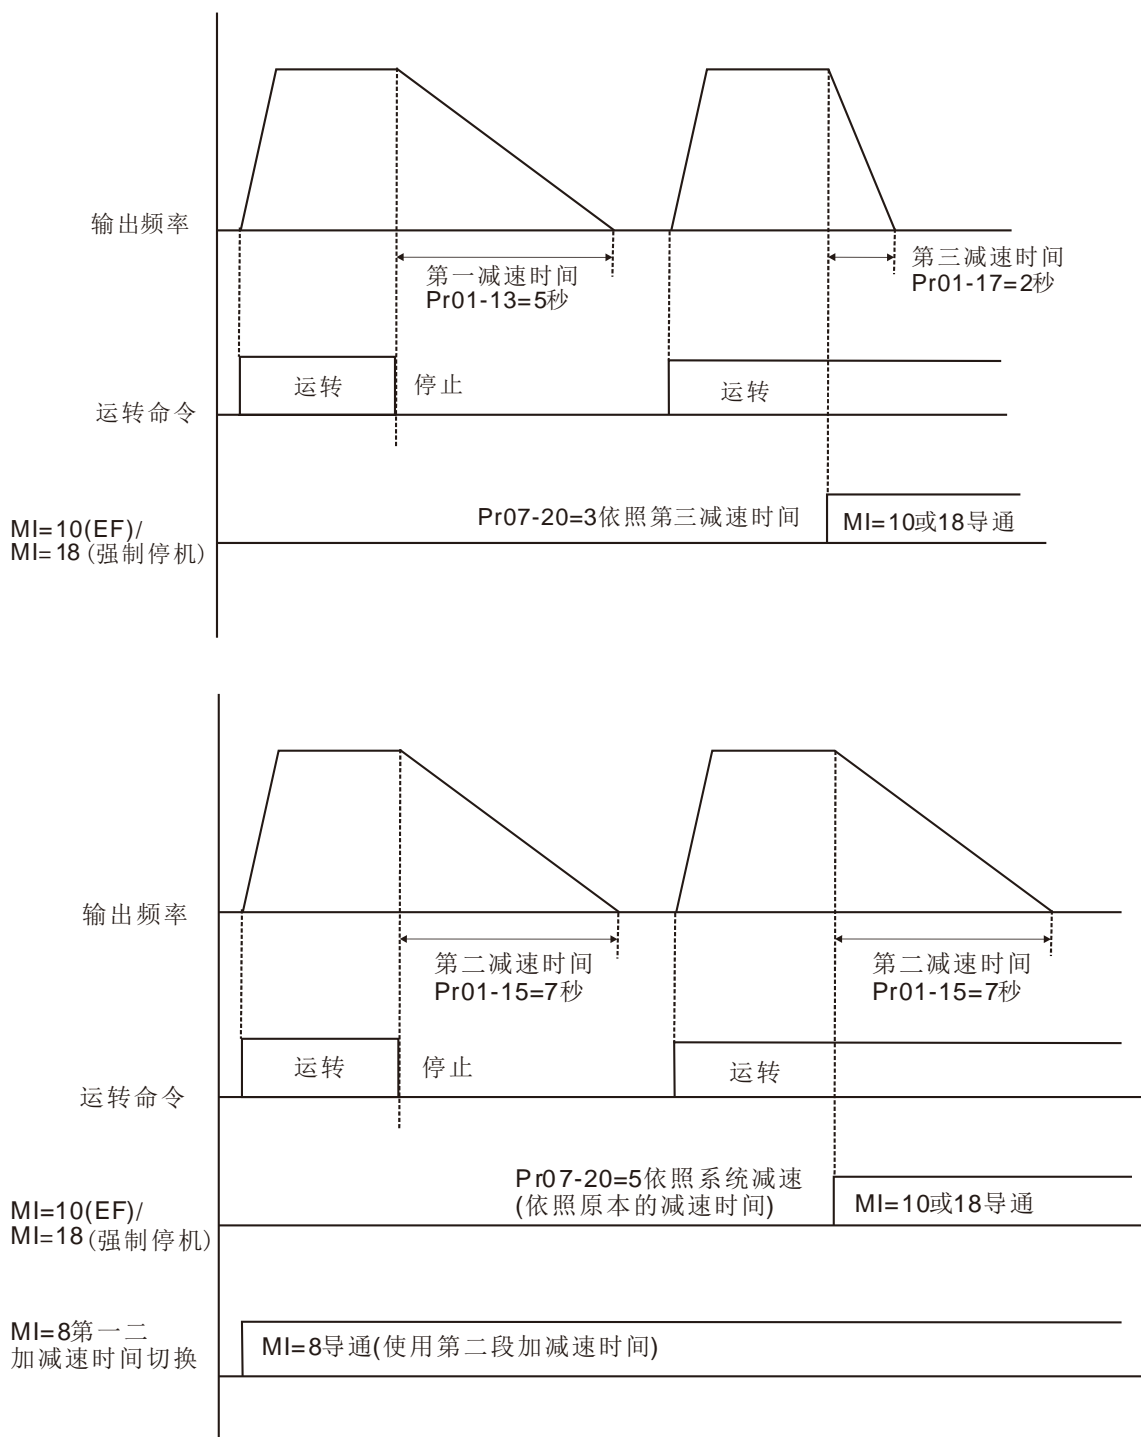 输出频率
第一减速时间
Pr01-13=5秒
第三减速时间
Pr01-17=2秒
运转
停止
运转
运转命令
Pr07-20=3依照第三减速时间
MI=10或18导通
MI=10(EF)/
MI=18(强制停机)
输出频率
第二减速时间
Pr01-15=7秒
第二减速时间
Pr01-15=7秒
运转
停止
运转
运转命令
Pr07-20=5依照系统减速
(依照原本的减速时间)
MI=10或18导通
MI=10(EF)/
MI=18(强制停机)
MI=8第一二
加减速时间切换
MI=8导通(使用第二段加减速时间)